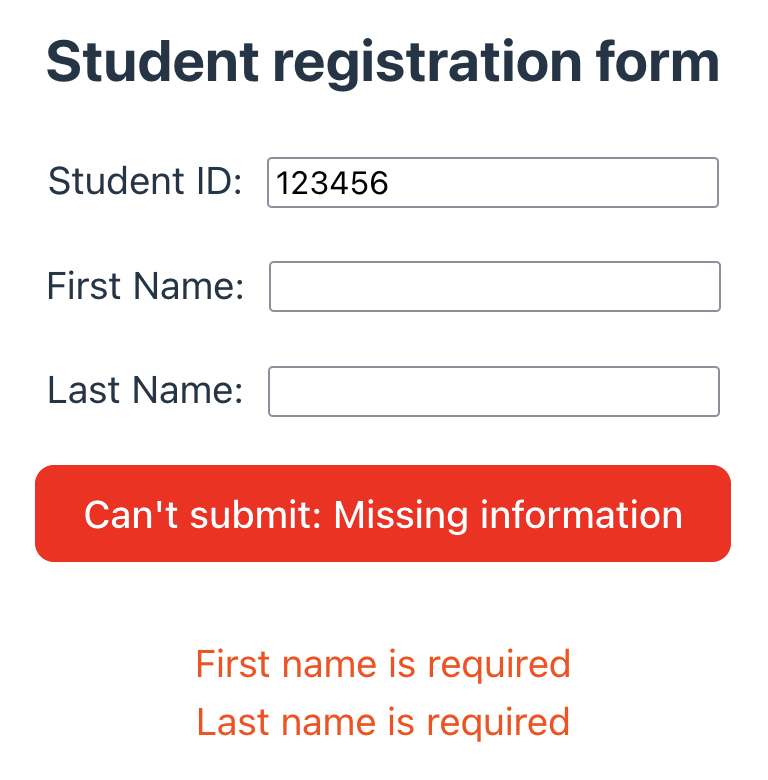 Student registration form
Student ID: 123456
First Name:
Last Name:
Can't submit: Missing information
First name is required
Last name is required